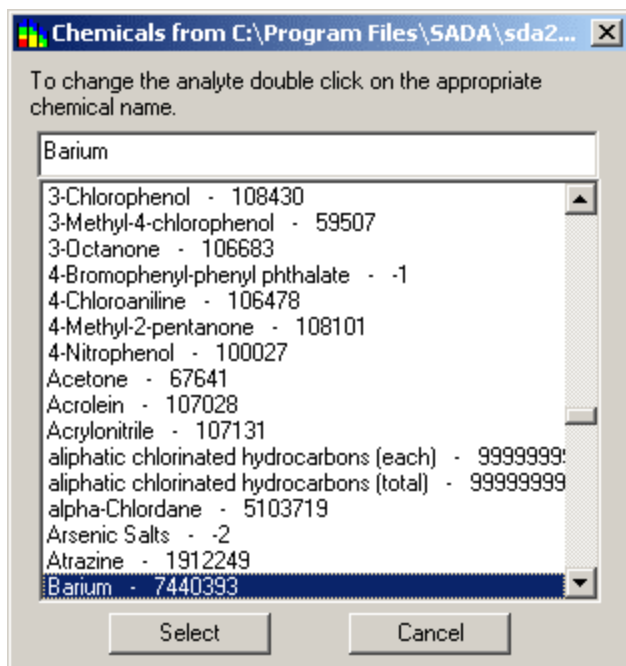 Chemicals from C:\Program Files\SADA\sda2...
To change the analyte double click on the appropriate
chemical name.
Barium
3-Chlorophenol - 108430
3-Methyl-4-chlorophenol - 59507
3-Octanone - 106683
4-Bromophenyl-phenyl phthalate - -1
4-Chloroaniline - 106478
4-Methyl-2-pentanone - 108101
4-Nitrophenol - 100027
Acetone - 67641
Acrolein - 107028
Acrylonitrile - 107131
aliphatic chlorinated hydrocarbons (each) - 9999999
aliphatic chlorinated hydrocarbons (total) - 99999999
alpha-Chlordane - 5103719
Arsenic Salts - -2
Atrazine - 1912249
Barium - 7440393
Select Cancel